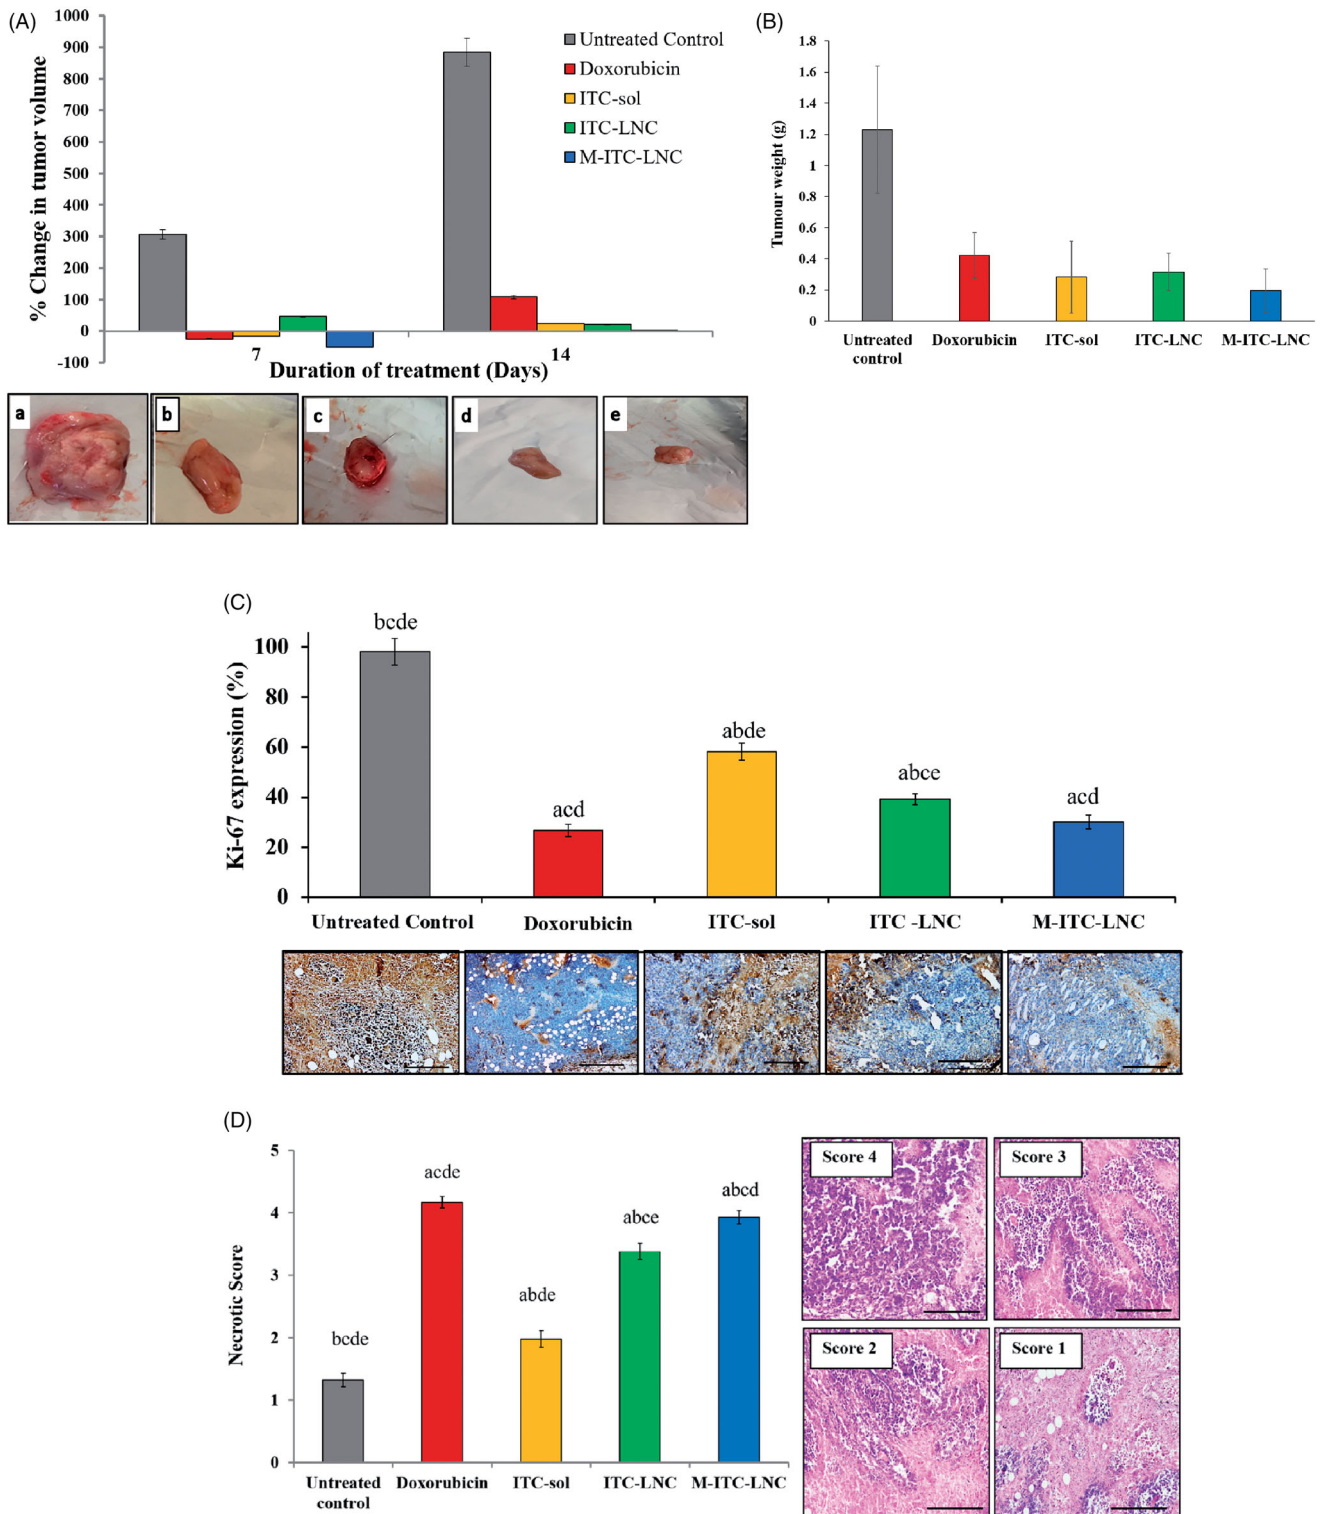 (A)
1000
900
800
700
600
500
400
300
200
100
0
-100
% Change in tumor volume
7
14
Duration of treatment (Days)
Untreated Control
Doxorubicin
ITC-sol
ITC-LNC
M-ITC-LNC
(B)
1.8
1.6
1.4
1.2
1
0.8
0.6
0.4
0.2
0
Tumour weight (g)
Untreated
control
Doxorubicin
ITC-sol
ITC-LNC
M-ITC-LNC
a
b
c
d
e
(C)
100
80
60
40
20
0
Ki-67 expression (%)
bcde
acd
abde
abce
acd
Untreated Control
Doxorubicin
ITC-sol
ITC -LNC
M-ITC-LNC
(D)
5
4
3
2
1
0
Necrotic Score
bcde
acde
abde
abce
abcd
Untreated
control
Doxorubicin
ITC-sol
ITC-LNC
M-ITC-LNC
Score 4
Score 3
Score 2
Score 1